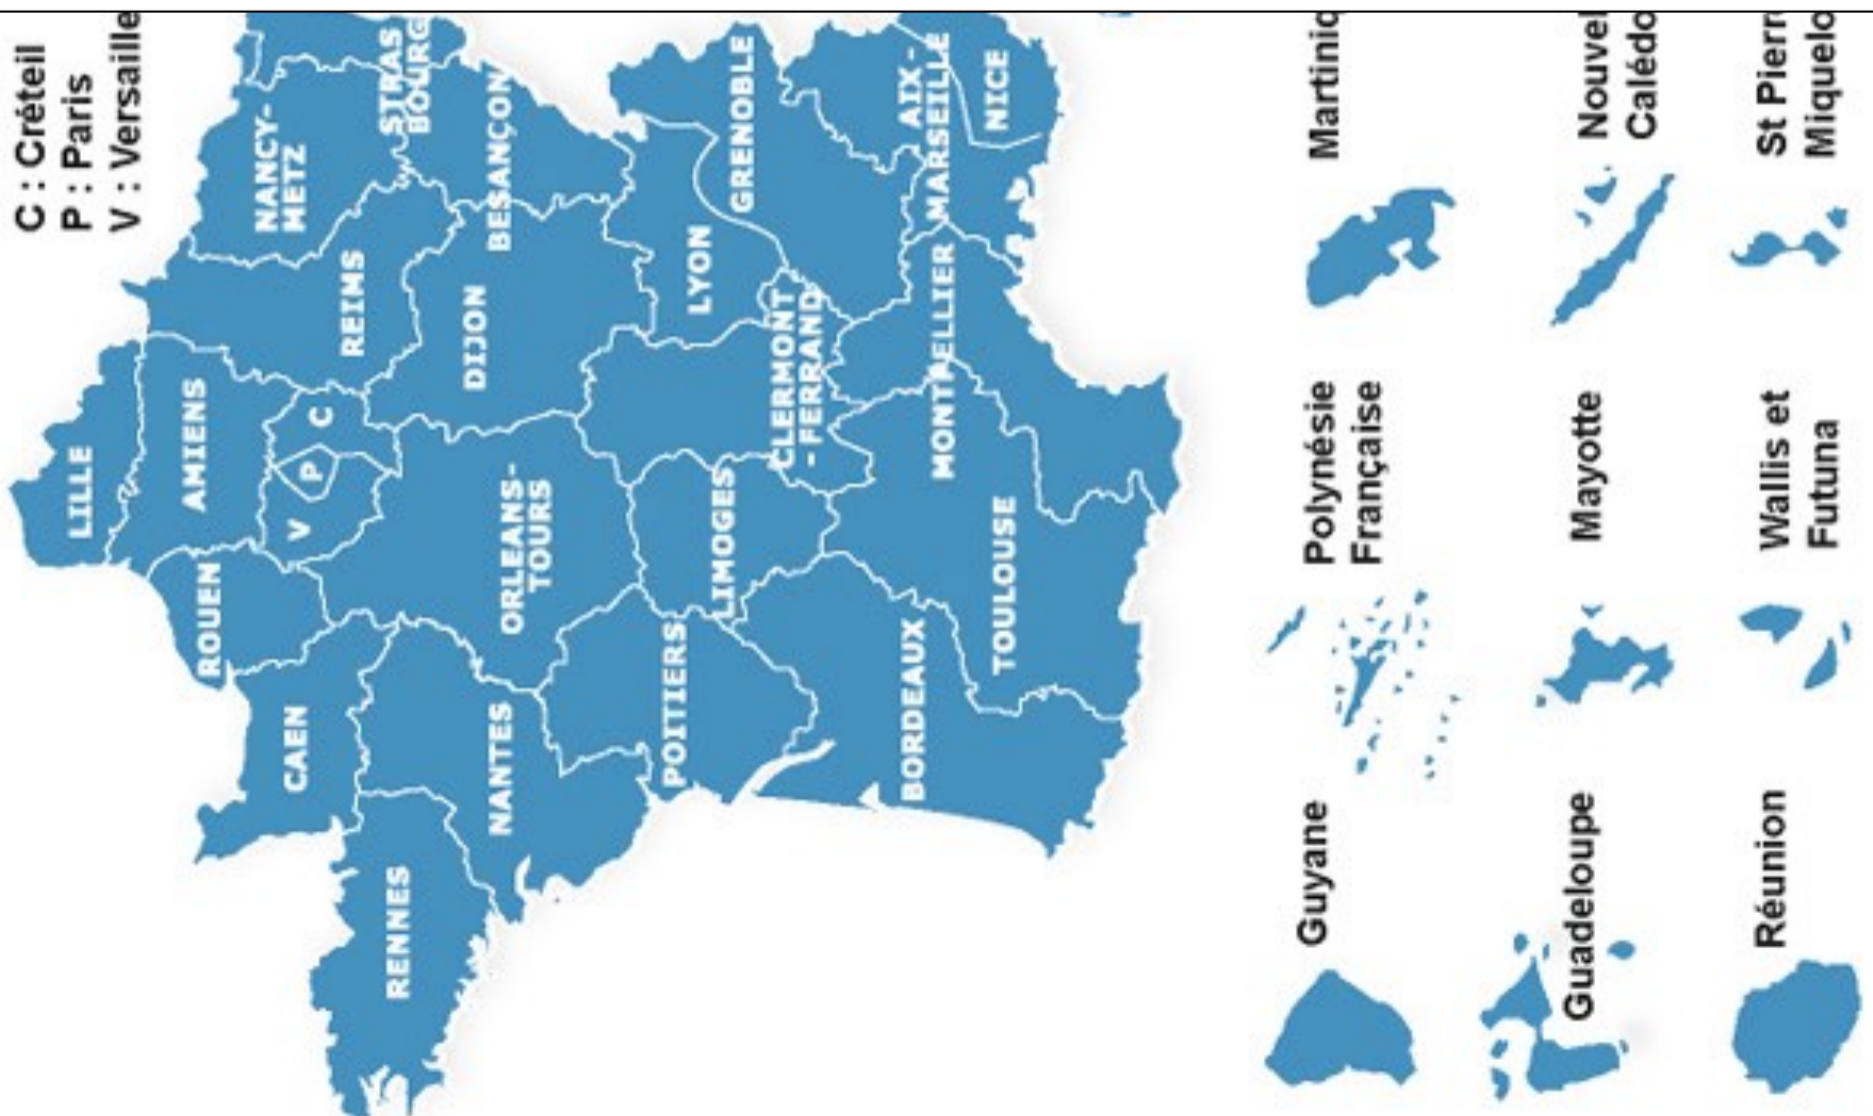 C : Créteil
P : Paris
V : Versaille
LILLE
AMIENS
ROUEN
CAEN
V
P
C
REIMS
NANCY-
METZ
STRAS
BOURG
RENNES
NANTES
ORLEANS-
TOURS
DIJON
BESANÇON
POITIERS
LIMOGES
CLERMONT
- FERRAND
LYON
GRENOBLE
BORDEAUX
TOULOUSE
MONTPELLIER
AIX-
MARSEILLE
NICE
Guyane
Polynésie
Française
Martiniq
Guadeloupe
Mayotte
Nouvel
Calédo
Réunion
Wallis et
Futuna
St Pierr
Miquelo